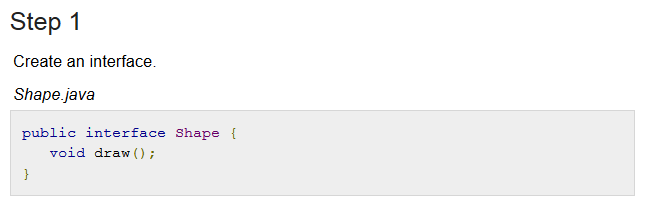 Step 1
Create an interface.
Shape.java
public interface Shape {
   void draw();
}